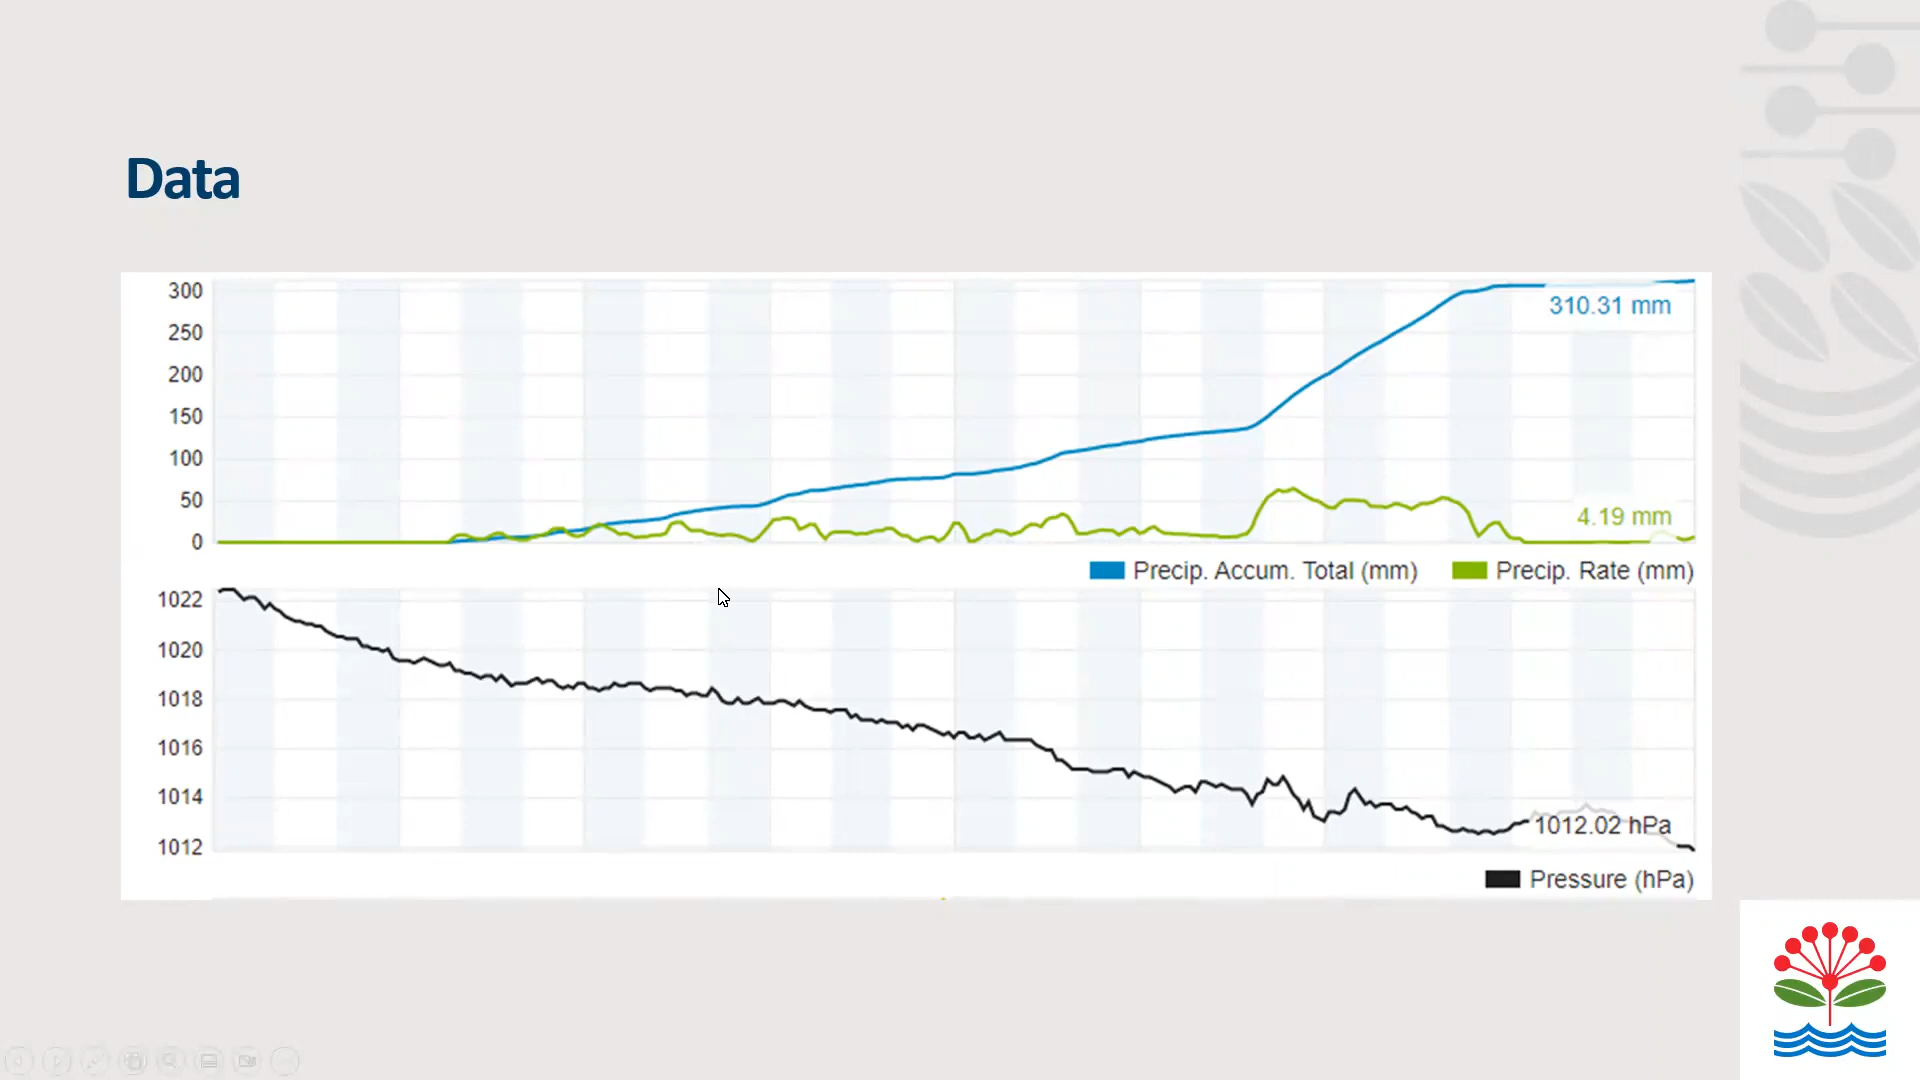 Data
300
250
200
150
100
50
0
310.31 mm
4.19 mm
Precip. Accum. Total (mm) Precip. Rate (mm)
1022
1020
1018
1016
1014
1012
1012.02 hPa
Pressure (hPa)